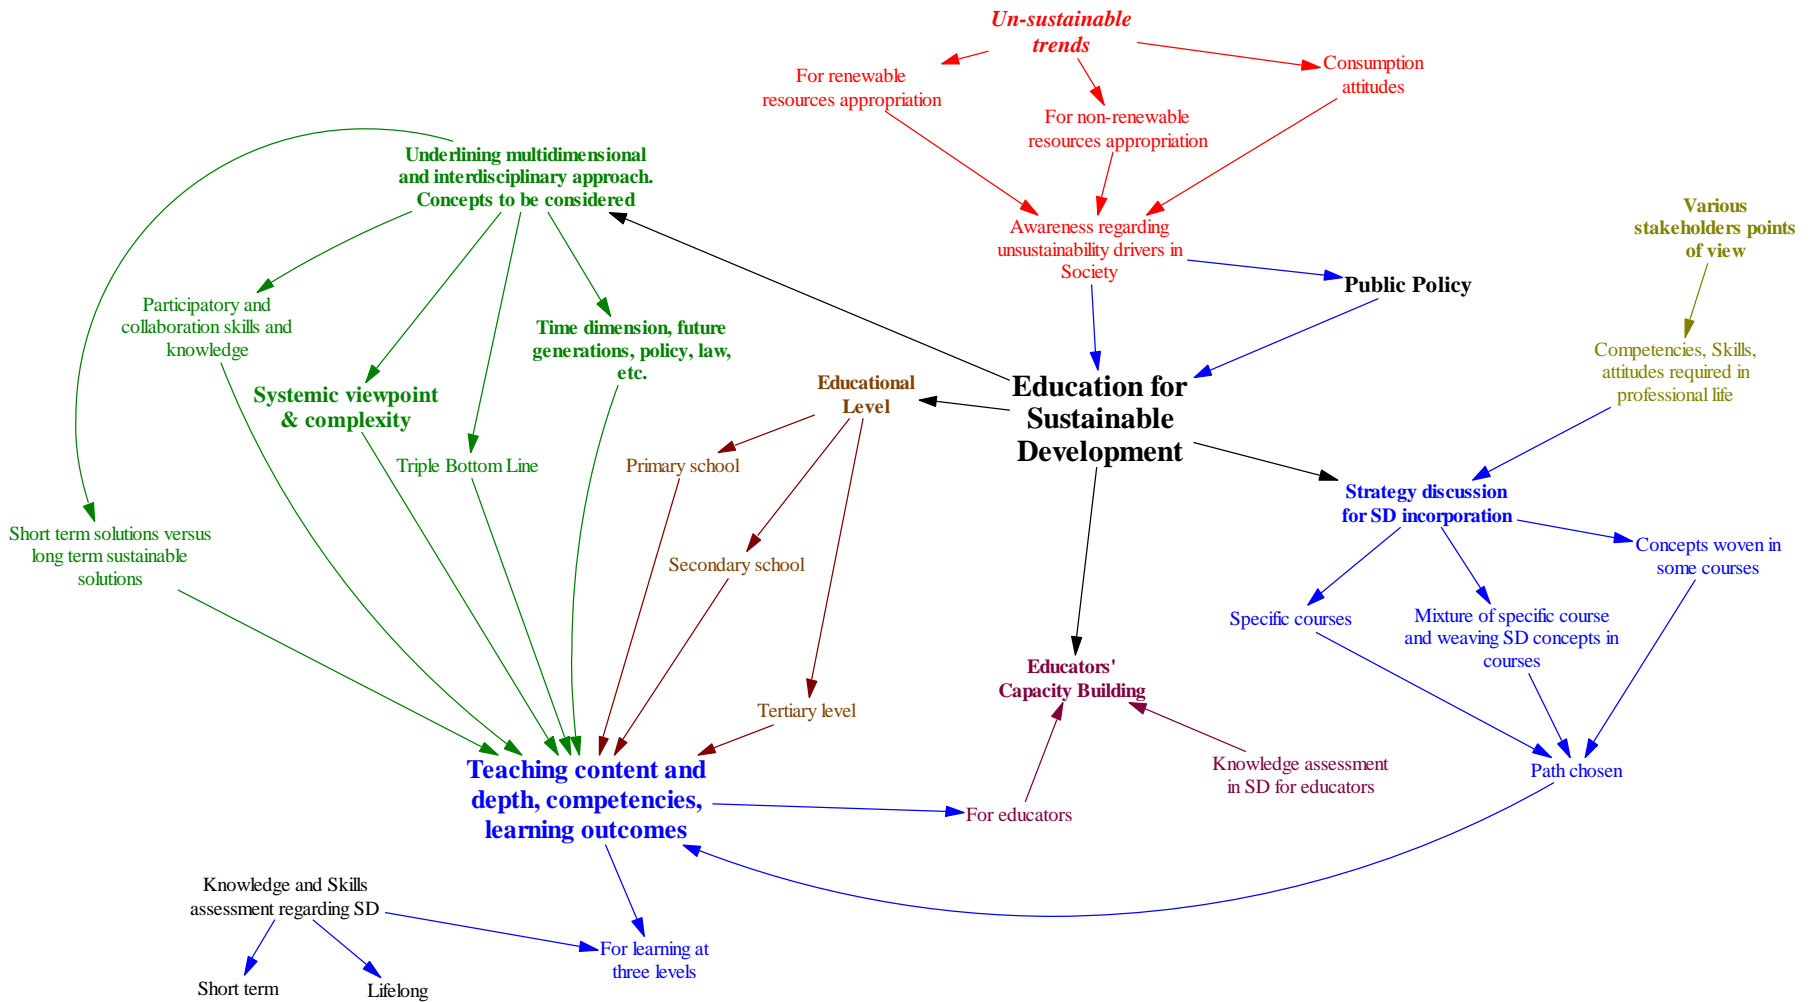 Un-sustainable
trends
For renewable
resources appropriation
For non-renewable
resources appropriation
Consumption
attitudes
Awareness regarding
unsustainability drivers in
Society
Public Policy
Various
stakeholders points
of view
Competencies, Skills,
attitudes required in
professional life
Underlining multidimensional
and interdisciplinary approach.
Concepts to be considered
Participatory and
collaboration skills and
knowledge
Systemic viewpoint
& complexity
Triple Bottom Line
Time dimension, future
generations, policy, law,
etc.
Short term solutions versus
long term sustainable
solutions
Educational
Level
Primary school
Secondary school
Tertiary level
Education for
Sustainable
Development
Strategy discussion
for SD incorporation
Specific courses
Mixture of specific course
and weaving SD concepts in
courses
Concepts woven in
some courses
Path chosen
Educators'
Capacity Building
For educators
Knowledge assessment
in SD for educators
Teaching content and
depth, competencies,
learning outcomes
Knowledge and Skills
assessment regarding SD
Short term
Lifelong
For learning at
three levels